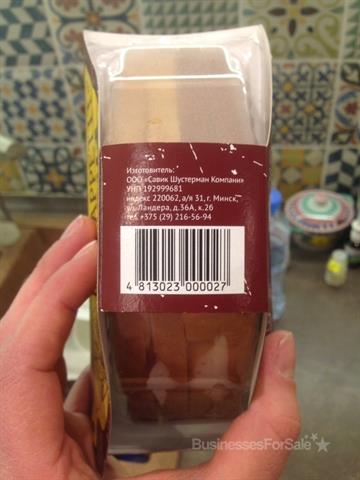 Изготовитель:
ООО «Савик Шустерман Компани»
УНП 192999681
индекс 220062, а/я 31, г. Минск,
ул. Ландера, д.36А, к.26
тел. +375 (29) 216-56-94
4 813023 000027
BusinessesForSale